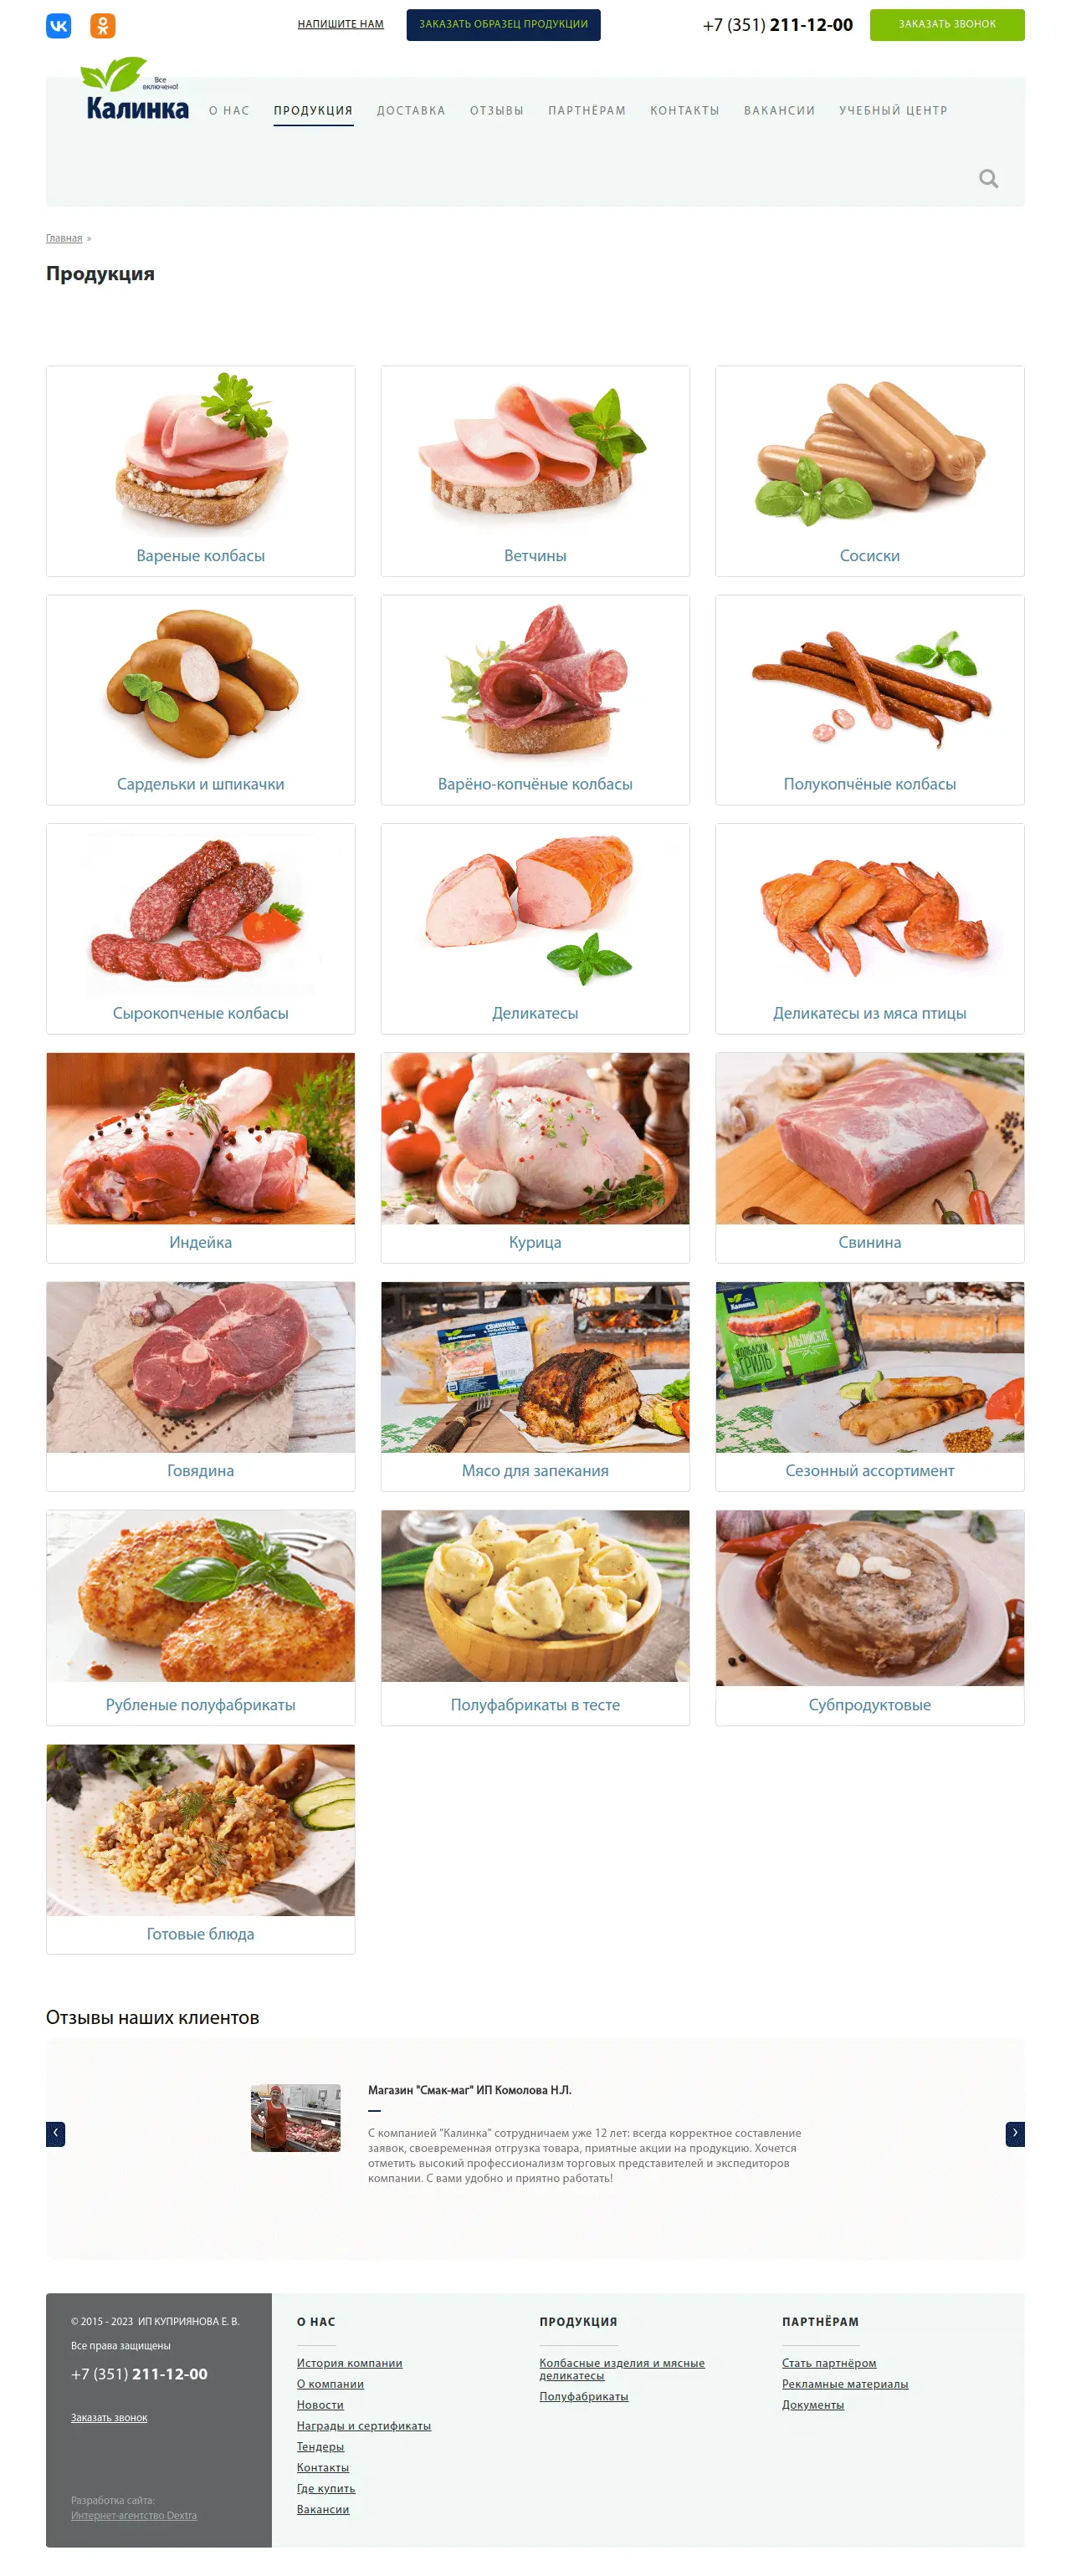 НАПИШИТЕ НАМ
ЗАКАЗАТЬ ОБРАЗЕЦ ПРОДУКЦИИ
+7 (351) 211-12-00
ЗАКАЗАТЬ ЗВОНОК
Все
включено!
Калинка
О НАС
ПРОДУКЦИЯ
ДОСТАВКА
ОТЗЫВЫ
ПАРТНЁРАМ
КОНТАКТЫ
ВАКАНСИИ
УЧЕБНЫЙ ЦЕНТР
Главная »
Продукция
Вареные колбасы
Ветчины
Сосиски
Сардельки и шпикачки
Варёно-копчёные колбасы
Полукопчёные колбасы
Сырокопченые колбасы
Деликатесы
Деликатесы из мяса птицы
Индейка
Курица
Свинина
Говядина
СВИНИНА
Мясо для запекания
Калинка
КОЛБАСКИ
ГРИЛЬ
АЛЬПИЙСКИЕ
Сезонный ассортимент
Рубленые полуфабрикаты
Полуфабрикаты в тесте
Субпродуктовые
Готовые блюда
Отзывы наших клиентов
Магазин "Смак-маг" ИП Комолова Н.Л.
С компанией "Калинка" сотрудничаем уже 12 лет: всегда корректное составление
заявок, своевременная отгрузка товара, приятные акции на продукцию. Хочется
отметить высокий профессионализм торговых представителей и экспедиторов
компании. С вами удобно и приятно работать!
© 2015 - 2023 ИП КУПРИЯНОВА Е. В.
Все права защищены
+7 (351) 211-12-00
Заказать звонок
Разработка сайта:
Интернет-агентство Dextra
О НАС
История компании
О компании
Новости
Награды и сертификаты
Тендеры
Контакты
Где купить
Вакансии
ПРОДУКЦИЯ
Колбасные изделия и мясные
деликатесы
Полуфабрикаты
ПАРТНЁРАМ
Стать партнёром
Рекламные материалы
Документы